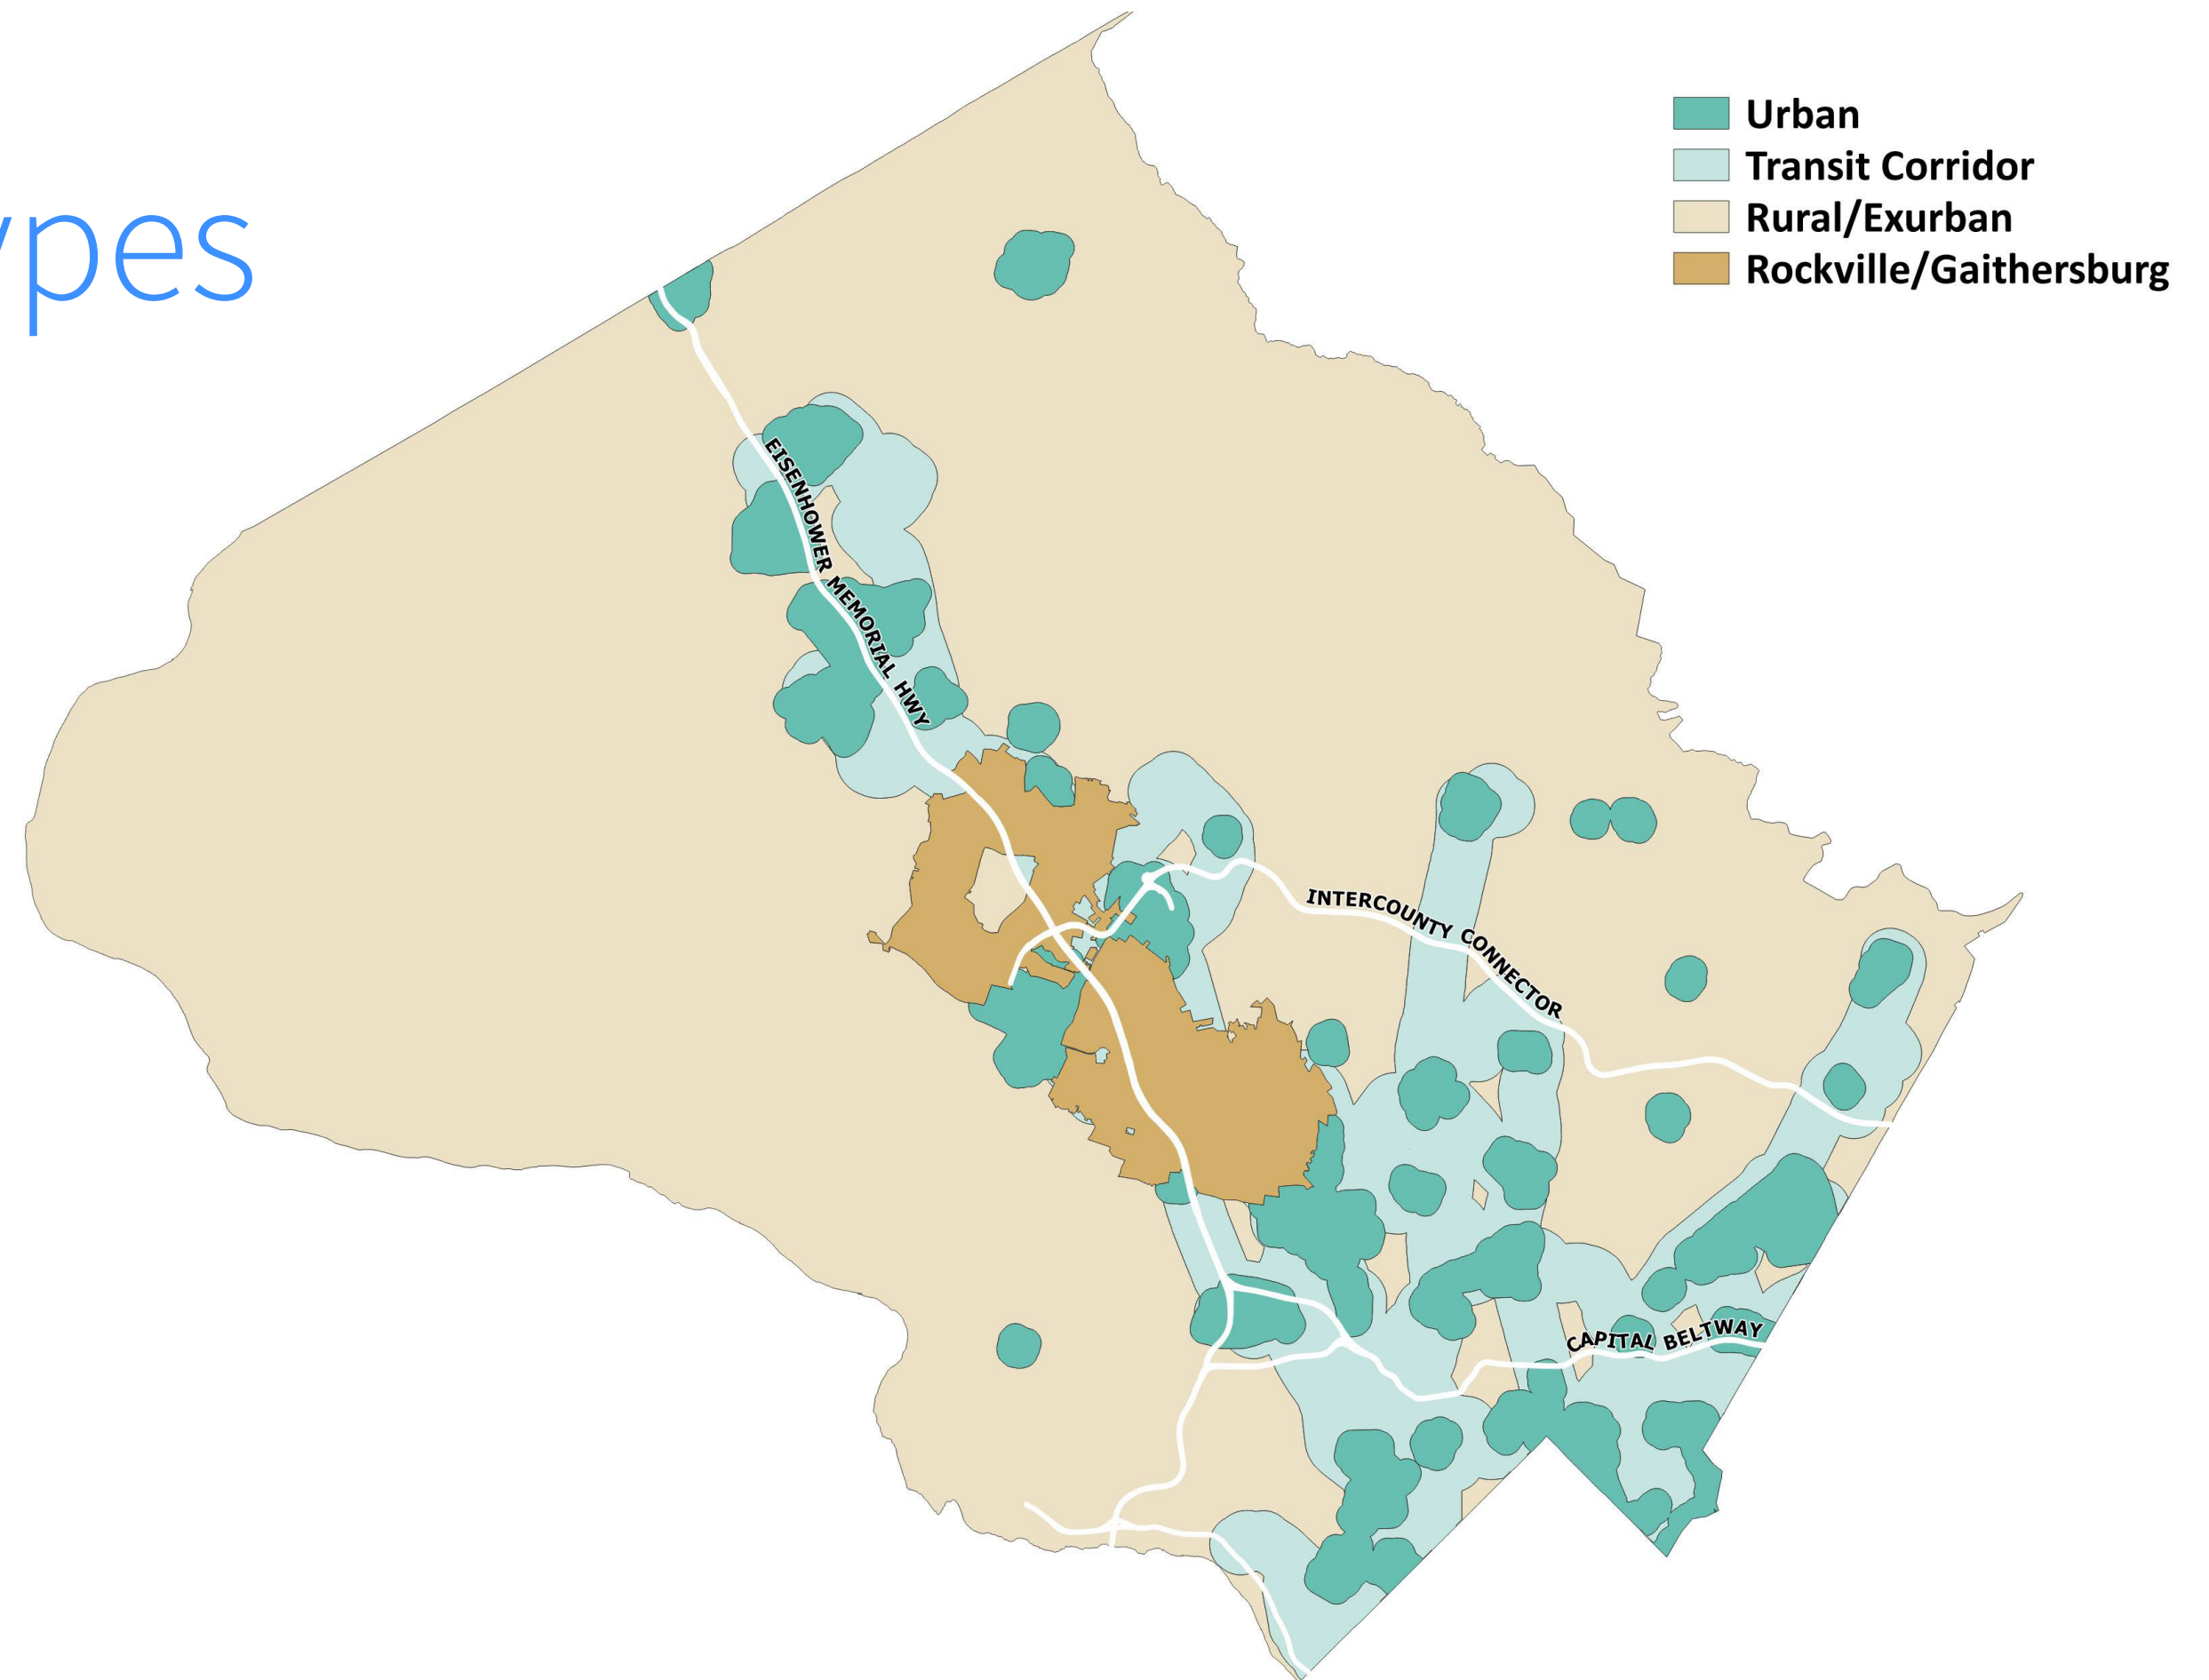 ypes
Urban
Transit Corridor
Rural/Exurban
Rockville/Gaithersburg
EISENHOWER MEMORIAL HWY
INTERCOUNTY CONNECTOR
CAPITAL BELTWAY